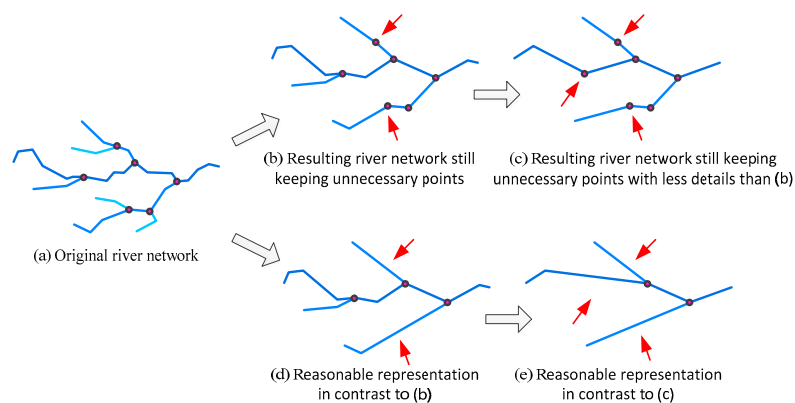 (b) Resulting river network still
keeping unnecessary points
(c) Resulting river network still keeping
unnecessary points with less details than (b)
(a) Original river network
(d) Reasonable representation
in contrast to (b)
(e) Reasonable representation
in contrast to (c)